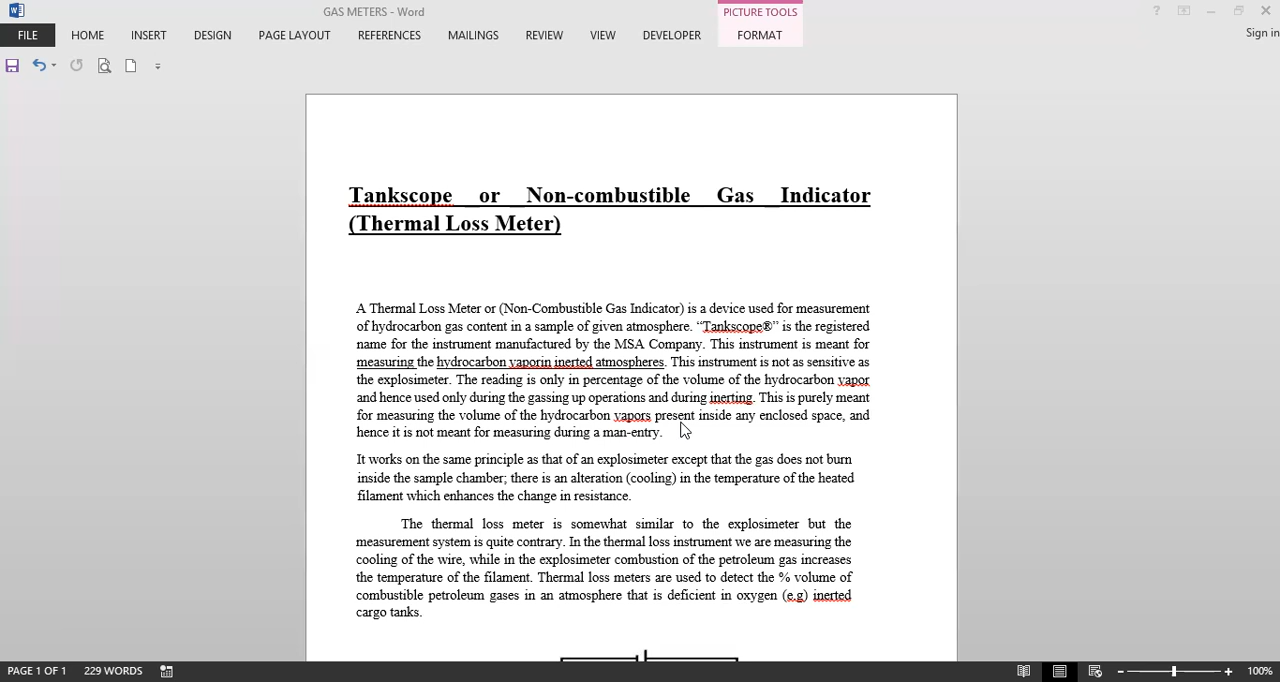 GAS METERS - Word
PICTURE TOOLS
?
FILE HOME INSERT DESIGN PAGE LAYOUT REFERENCES MAILINGS REVIEW VIEW DEVELOPER FORMAT
Sign in
Tankscope or Non-combustible Gas Indicator
(Thermal Loss Meter)
A Thermal Loss Meter or (Non-Combustible Gas Indicator) is a device used for measurement
of hydrocarbon gas content in a sample of given atmosphere. “Tankscope®” is the registered
name for the instrument manufactured by the MSA Company. This instrument is meant for
measuring the hydrocarbon vaporin inerted atmospheres. This instrument is not as sensitive as
the explosimeter. The reading is only in percentage of the volume of the hydrocarbon vapor
and hence used only during the gassing up operations and during inerting. This is purely meant
for measuring the volume of the hydrocarbon vapors present inside any enclosed space, and
hence it is not meant for measuring during a man-entry.
It works on the same principle as that of an explosimeter except that the gas does not burn
inside the sample chamber; there is an alteration (cooling) in the temperature of the heated
filament which enhances the change in resistance.
The thermal loss meter is somewhat similar to the explosimeter but the
measurement system is quite contrary. In the thermal loss instrument we are measuring the
cooling of the wire, while in the explosimeter combustion of the petroleum gas increases
the temperature of the filament. Thermal loss meters are used to detect the % volume of
combustible petroleum gases in an atmosphere that is deficient in oxygen (e.g) inerted
cargo tanks.
PAGE 1 OF 1 229 WORDS 100%